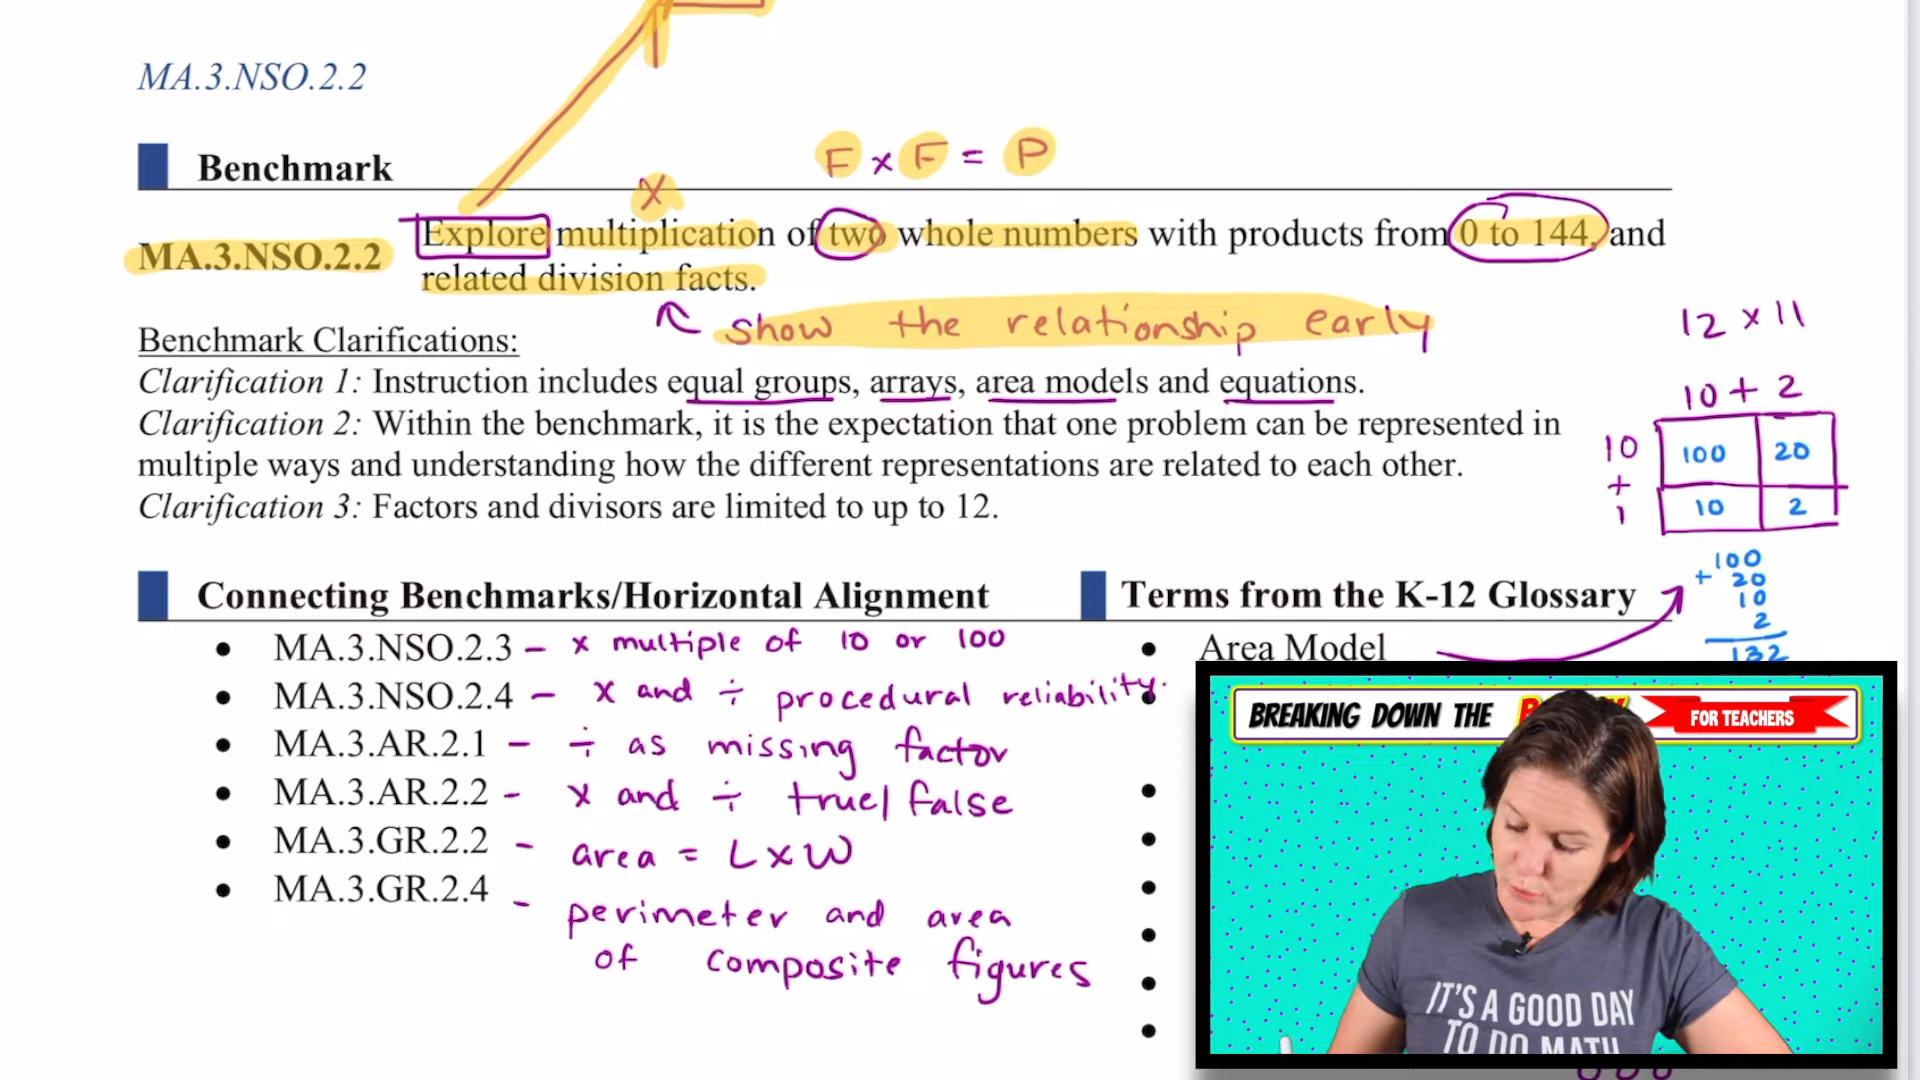 MA.3.NSO.2.2
F x F = P
Benchmark
x
MA.3.NSO.2.2
Explore multiplication of two whole numbers with products from 0 to 144, and
related division facts.
show the relationship early
Benchmark Clarifications:
Clarification 1: Instruction includes equal groups, arrays, area models and equations.
Clarification 2: Within the benchmark, it is the expectation that one problem can be represented in
multiple ways and understanding how the different representations are related to each other.
Clarification 3: Factors and divisors are limited to up to 12.
12 x 11
10 + 2
10 100 20
+
1 10 2
100
+ 20
10
2
132
Connecting Benchmarks/Horizontal Alignment
• MA.3.NSO.2.3 – x multiple of 10 or 100
• MA.3.NSO.2.4 – x and ÷ procedural reliability.
• MA.3.AR.2.1 – ÷ as missing factor
• MA.3.AR.2.2 – x and ÷ true/false
• MA.3.GR.2.2 – area = L x W
• MA.3.GR.2.4 – perimeter and area
of composite figures
Terms from the K-12 Glossary
• Area Model
BREAKING DOWN THE
FOR TEACHERS
IT'S A GOOD DAY
TO DO MATH